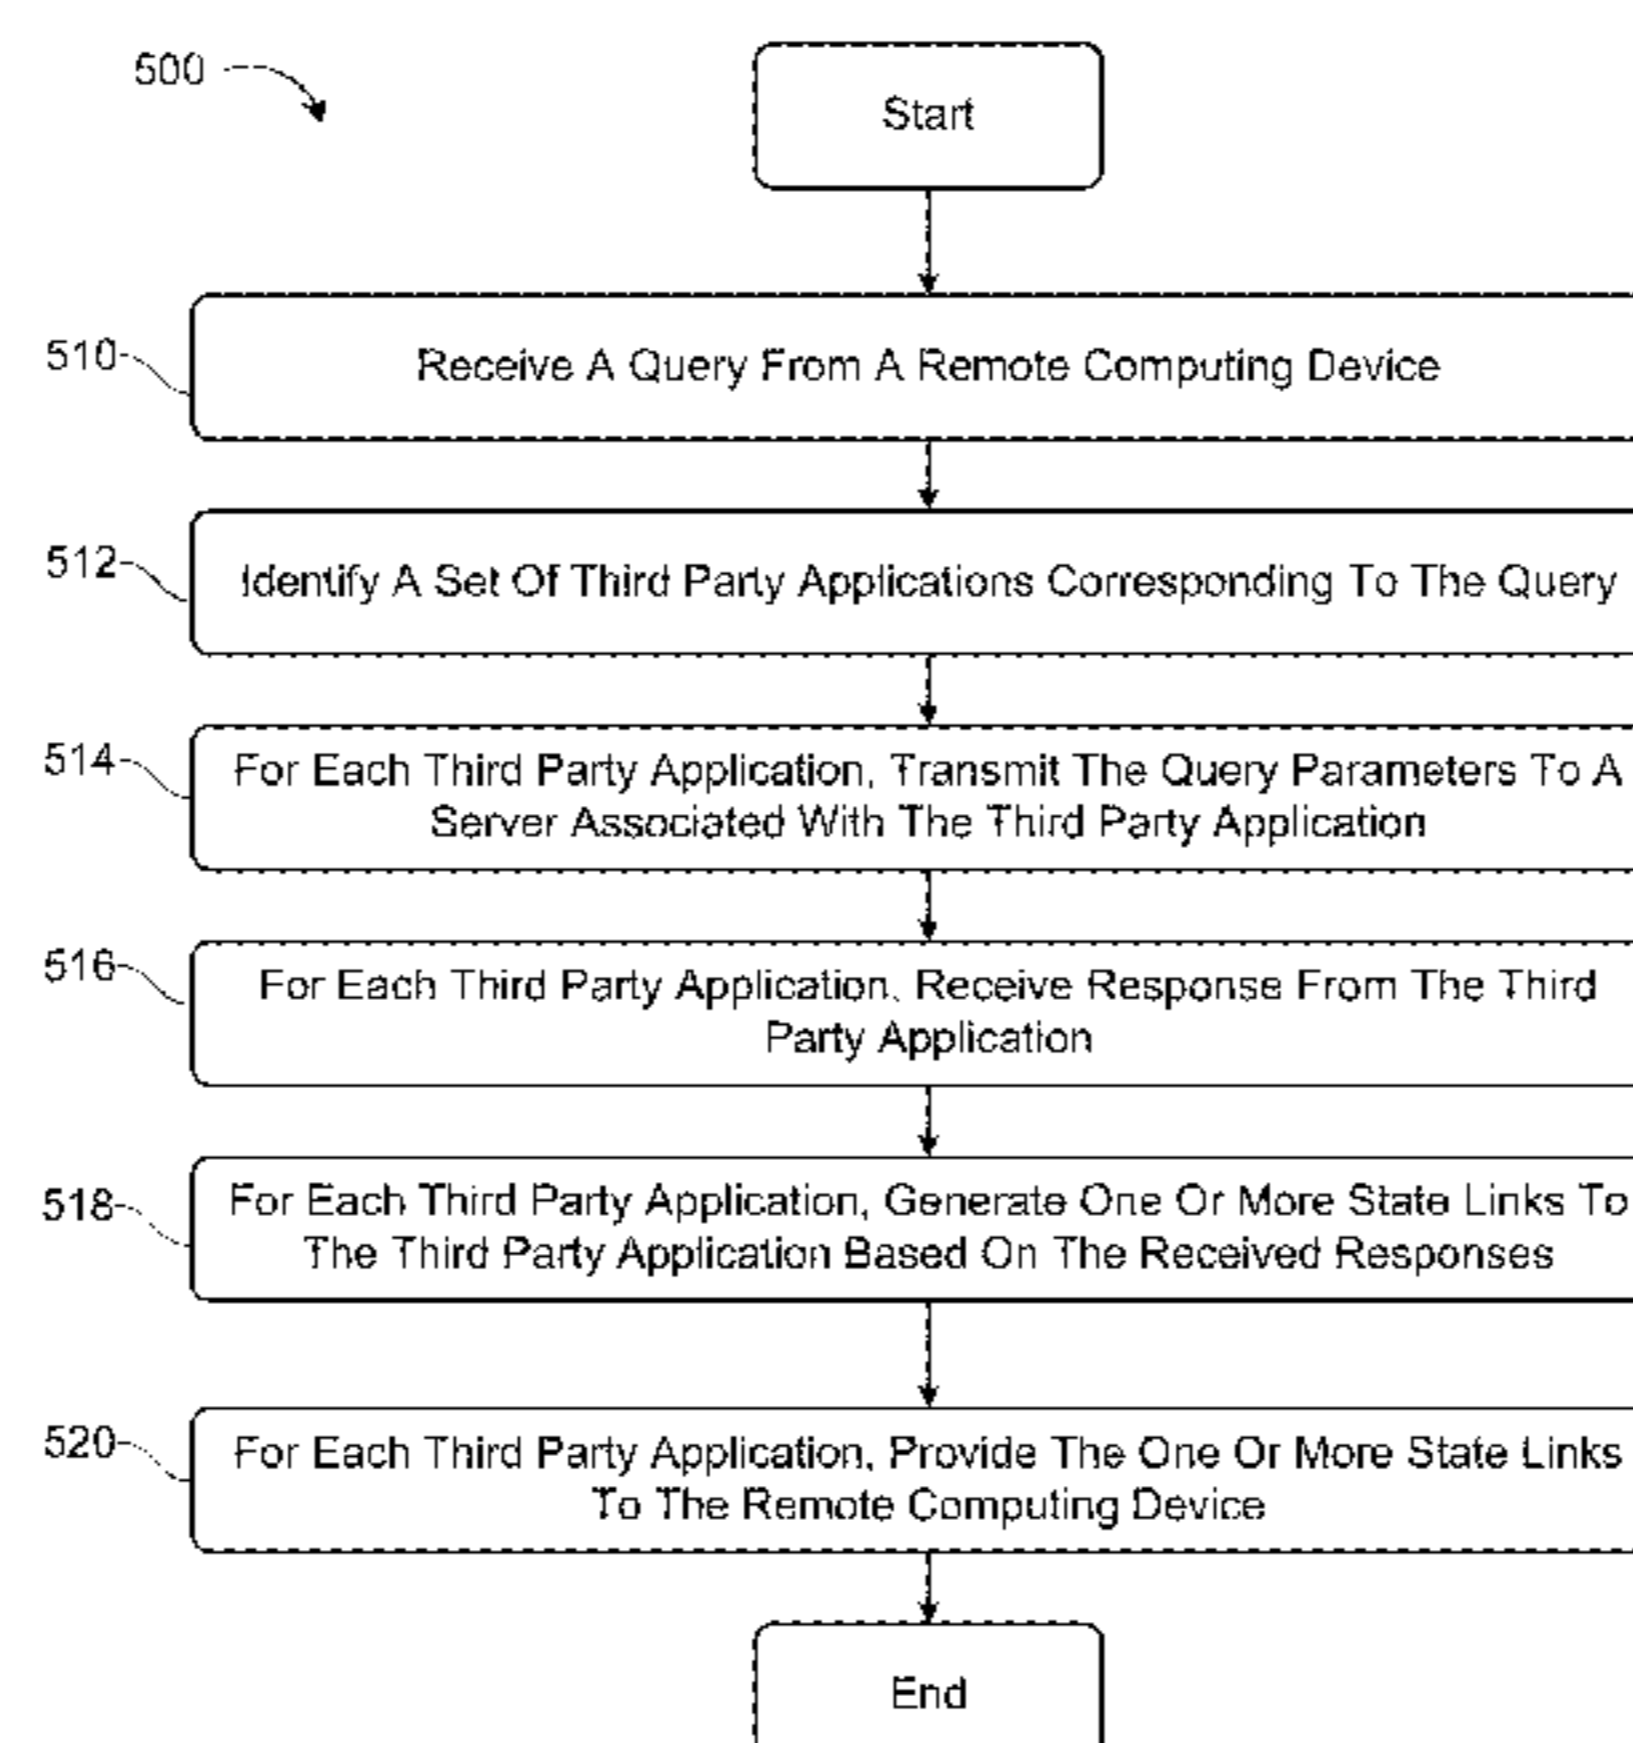 500
Start
510
Receive A Query From A Remote Computing Device
512
Identify A Set Of Third Party Applications Corresponding To The Query
514
For Each Third Party Application, Transmit The Query Parameters To A
Server Associated With The Third Party Application
516
For Each Third Party Application, Receive Response From The Third
Party Application
518
For Each Third Party Application, Generate One Or More State Links To
The Third Party Application Based On The Received Responses
520
For Each Third Party Application, Provide The One Or More State Links
To The Remote Computing Device
End